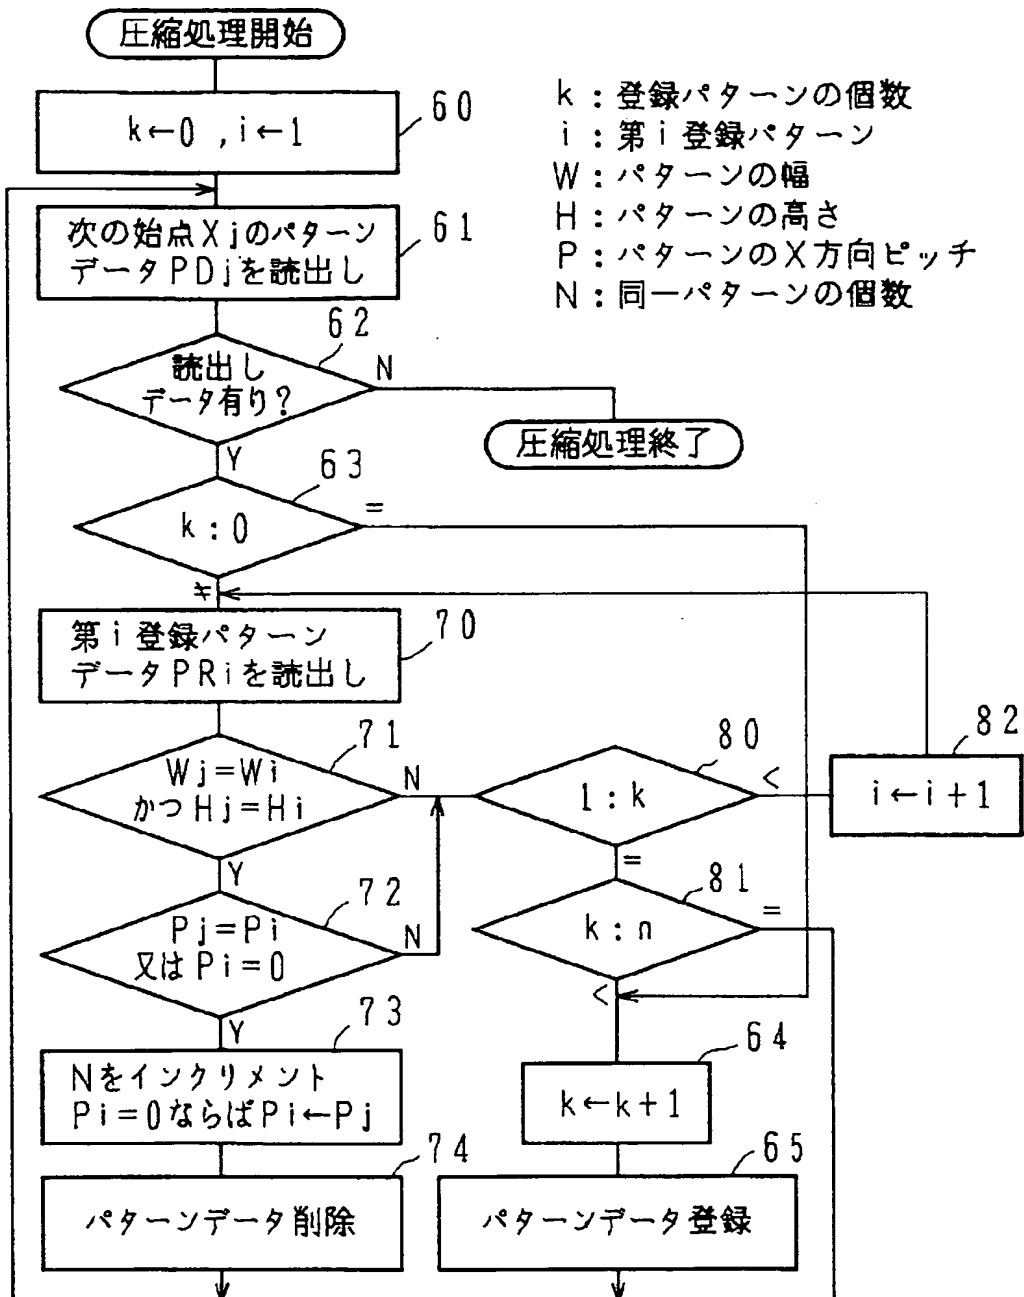 圧縮処理開始
k←0 , i←1
60
k：登録パターンの個数
i：第i登録パターン
W：パターンの幅
H：パターンの高さ
P：パターンのX方向ピッチ
N：同一パターンの個数
次の始点Xjのパターン
データPDjを読出し
61
62
読出し
データ有り?
N
Y
圧縮処理終了
63
k：0
=
≠
第i登録パターン
データPRiを読出し
70
71
Wj=Wi
かつHj=Hi
N
Y
80
1：k
<
=
82
i←i+1
72
Pj=Pi
又はPi=0
N
Y
81
k：n
=
<
73
Nをインクリメント
Pi=0ならばPi←Pj
64
k←k+1
74
パターンデータ削除
65
パターンデータ登録